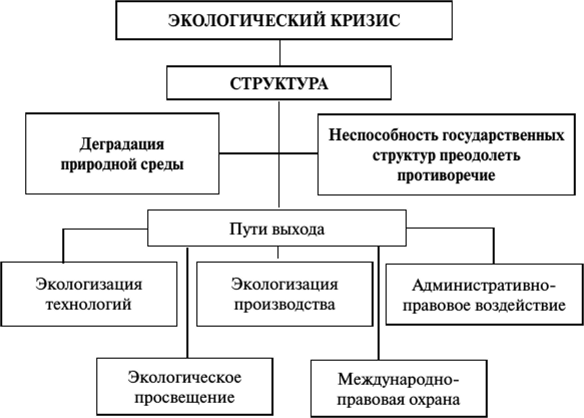 ЭКОЛОГИЧЕСКИЙ КРИЗИС
СТРУКТУРА
Деградация
природной среды
Неспособность государственных
структур преодолеть
противоречие
Пути выхода
Экологизация
технологий
Экологизация
производства
Административно-
правовое воздействие
Экологическое
просвещение
Международно-
правовая охрана